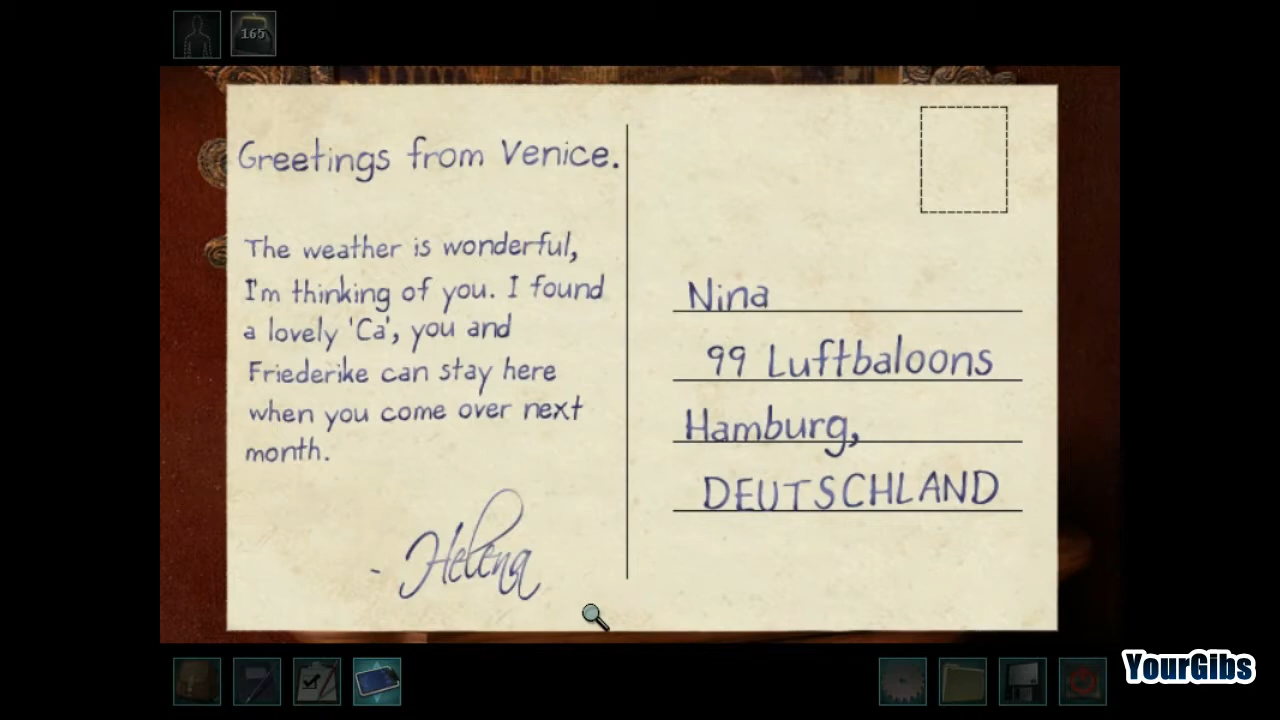 165
Greetings from Venice.
The weather is wonderful,
I'm thinking of you. I found
a lovely 'Ca', you and
Friederike can stay here
when you come over next
month.
- Helena
Nina
99 Luftbaloons
Hamburg,
DEUTSCHLAND
YourGibs